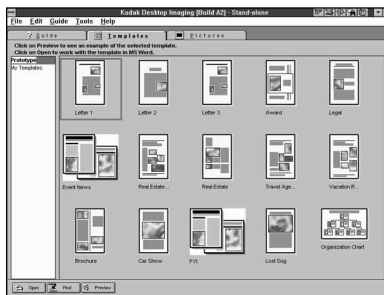 Kodak Desktop Imaging (Build A2) - Stand-alone
File Edit Guide Tools Help
Guide Templates Pictures
Click on Preview to see an example of the selected template.
Click on Open to work with the template in MS Word.
Prototype
My Templates
Letter 1 Letter 2 Letter 3 Award Legal
Event News Real Estate... Real Estate Travel Age... Vacation R...
Brochure Car Show FYI Lost Dog Organization Chart
Open Find Preview